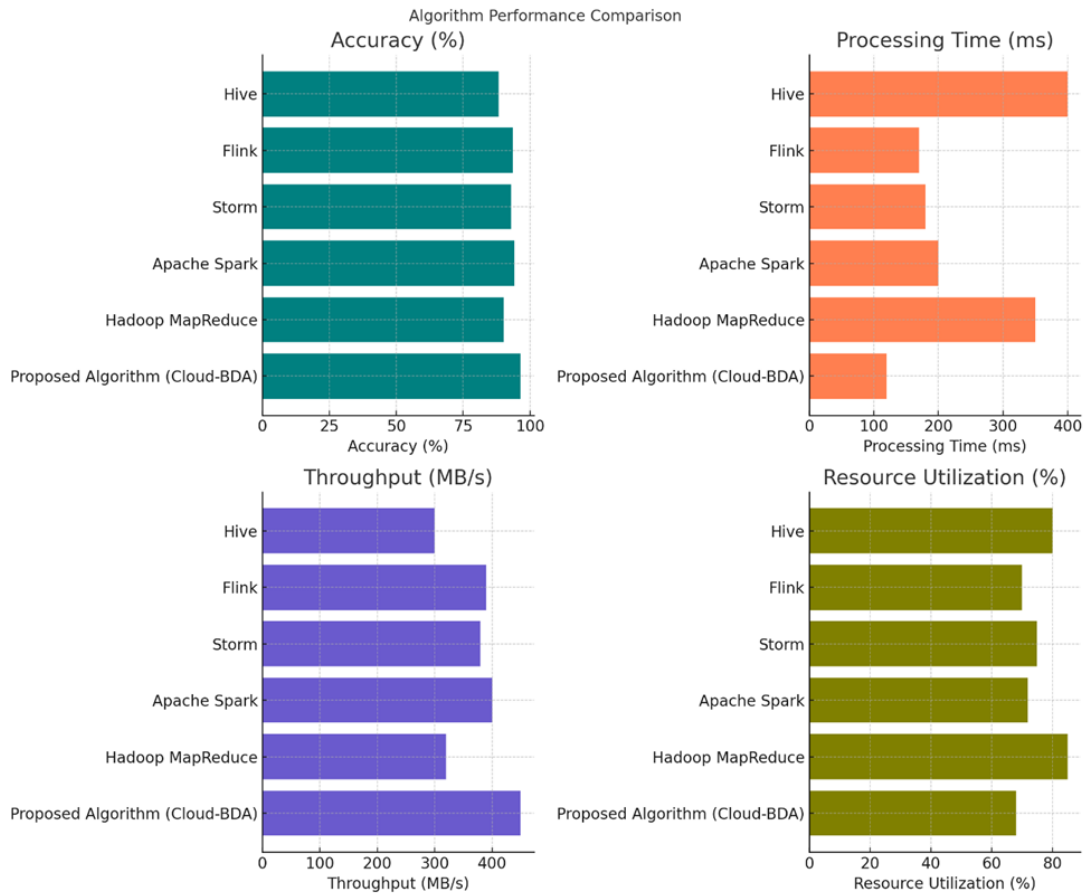 Algorithm Performance Comparison
Accuracy (%)
Hive
Flink
Storm
Apache Spark
Hadoop MapReduce
Proposed Algorithm (Cloud-BDA)
0 25 50 75 100
Accuracy (%)
Processing Time (ms)
Hive
Flink
Storm
Apache Spark
Hadoop MapReduce
Proposed Algorithm (Cloud-BDA)
0 100 200 300 400
Processing Time (ms)
Throughput (MB/s)
Hive
Flink
Storm
Apache Spark
Hadoop MapReduce
Proposed Algorithm (Cloud-BDA)
0 100 200 300 400
Throughput (MB/s)
Resource Utilization (%)
Hive
Flink
Storm
Apache Spark
Hadoop MapReduce
Proposed Algorithm (Cloud-BDA)
0 20 40 60 80
Resource Utilization (%)